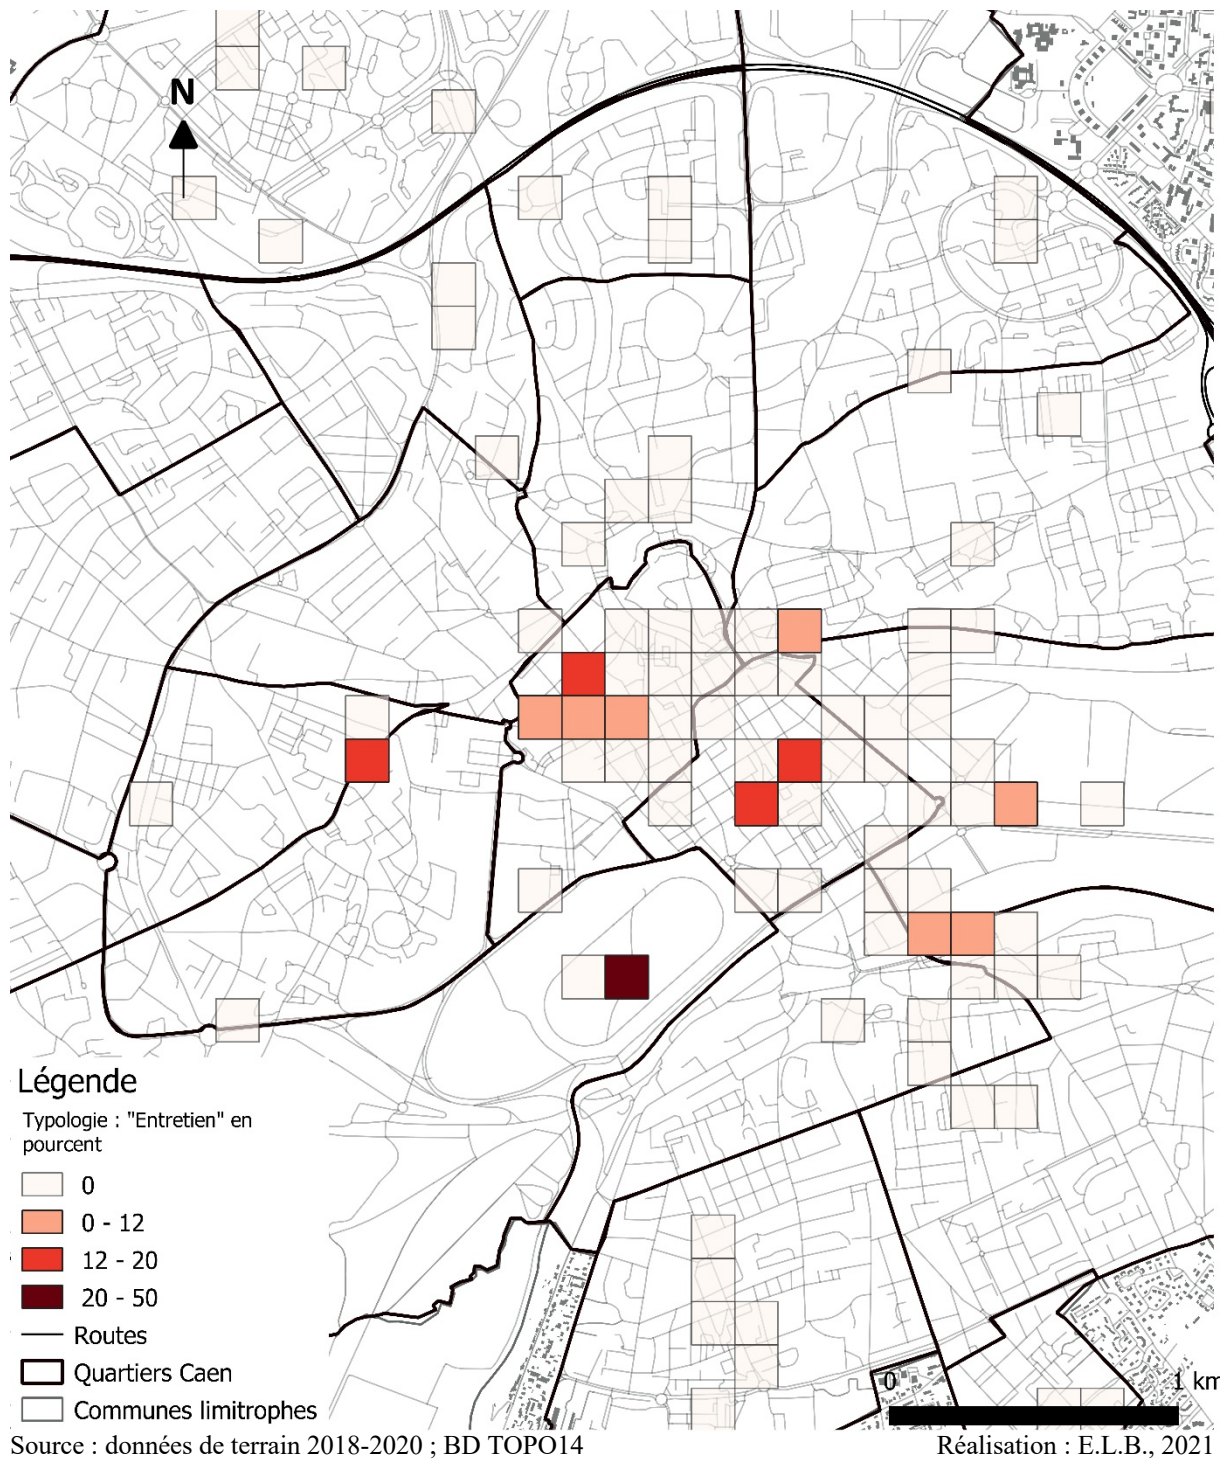 N
Légende
Typologie : "Entretien" en
pourcent
0
0 - 12
12 - 20
20 - 50
Routes
Quartiers Caen
Communes limitrophes
0 1 km
Source : données de terrain 2018-2020 ; BD TOPO14 Réalisation : E.L.B., 2021